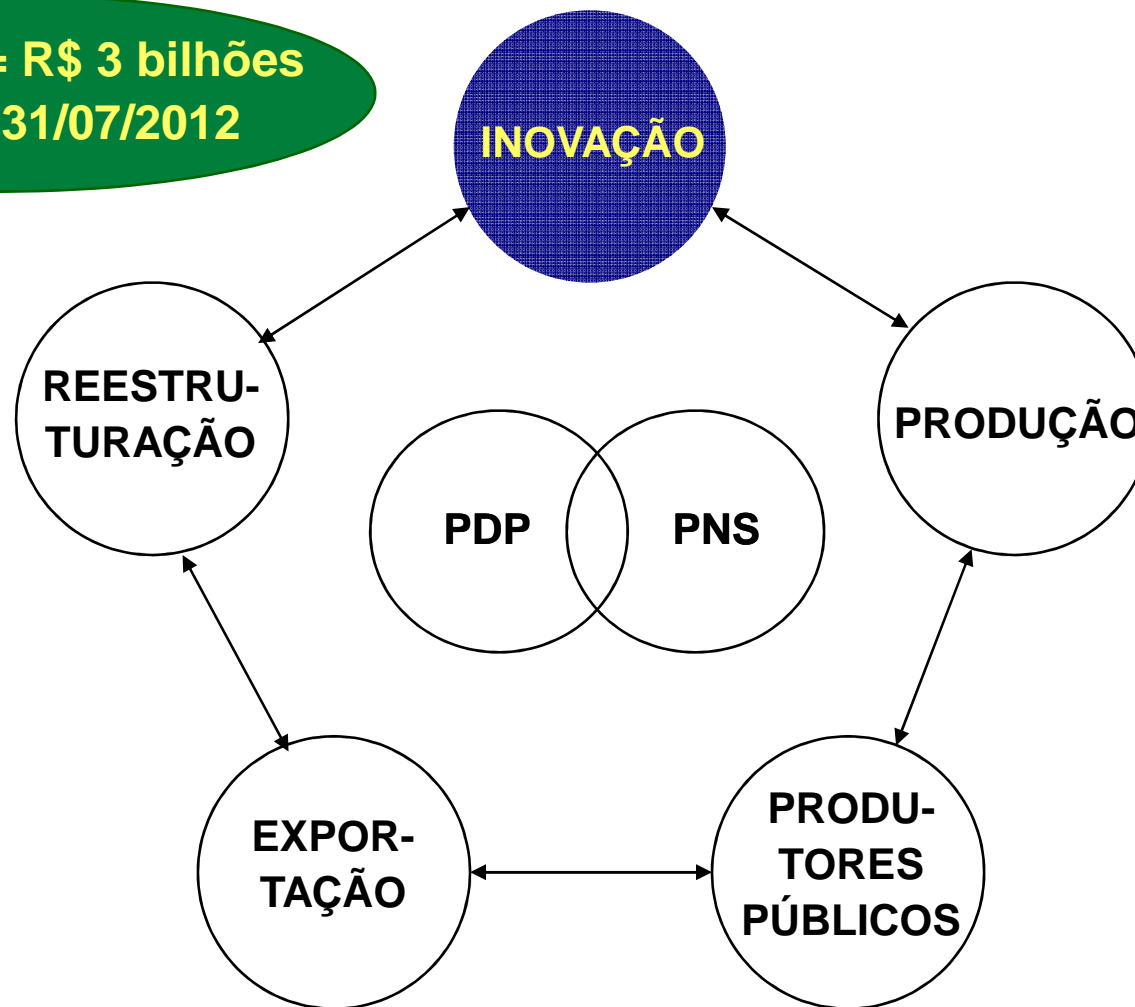 = R$ 3 bilhões
31/07/2012
INOVAÇÃO
REESTRU-
TURAÇÃO
PRODUÇÃO
PDP
PNS
EXPOR-
TAÇÃO
PRODU-
TORES
PÚBLICOS